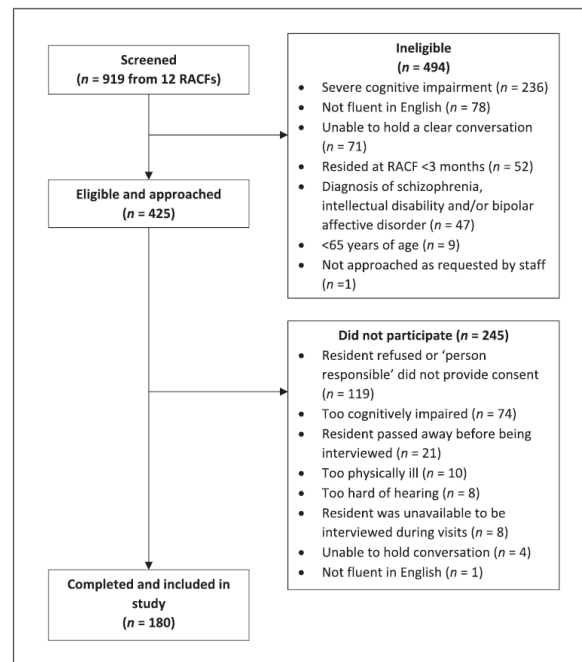 Screened
(n = 919 from 12 RACFs)
Ineligible
(n = 494)
• Severe cognitive impairment (n = 236)
• Not fluent in English (n = 78)
• Unable to hold a clear conversation
(n = 71)
• Resided at RACF <3 months (n = 52)
• Diagnosis of schizophrenia,
intellectual disability and/or bipolar
affective disorder (n = 47)
• <65 years of age (n = 9)
• Not approached as requested by staff
(n =1)
Eligible and approached
(n = 425)
Did not participate (n = 245)
• Resident refused or ‘person
responsible’ did not provide consent
(n = 119)
• Too cognitively impaired (n = 74)
• Resident passed away before being
interviewed (n = 21)
• Too physically ill (n = 10)
• Too hard of hearing (n = 8)
• Resident was unavailable to be
interviewed during visits (n = 8)
• Unable to hold conversation (n = 4)
• Not fluent in English (n = 1)
Completed and included in
study
(n = 180)